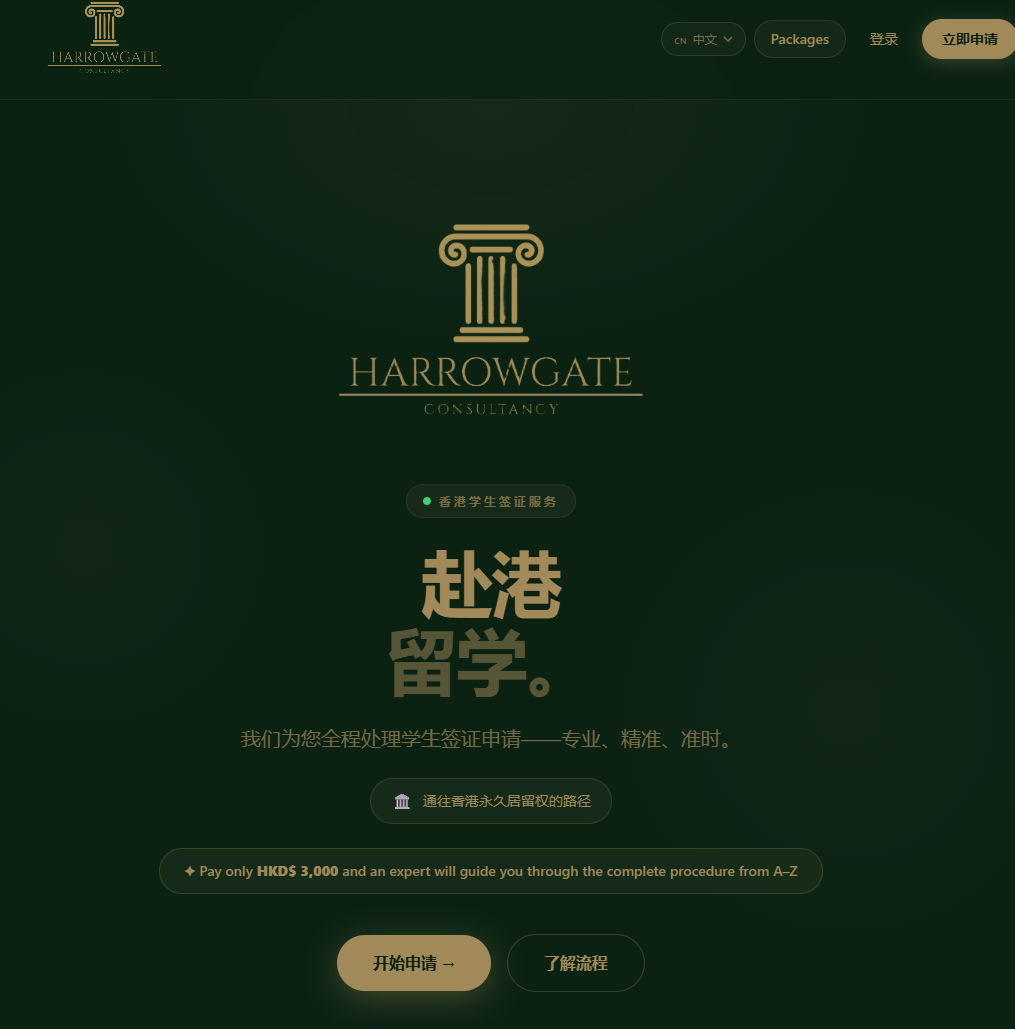 HARROWGATE
CONSULTANCY
CN 中文
Packages
登录
立即申请
HARROWGATE
CONSULTANCY
香港学生签证服务
赴港
留学。
我们为您全程处理学生签证申请——专业、精准、准时。
通往香港永久居留权的路径
✦ Pay only HKD$ 3,000 and an expert will guide you through the complete procedure from A–Z
开始申请 →
了解流程